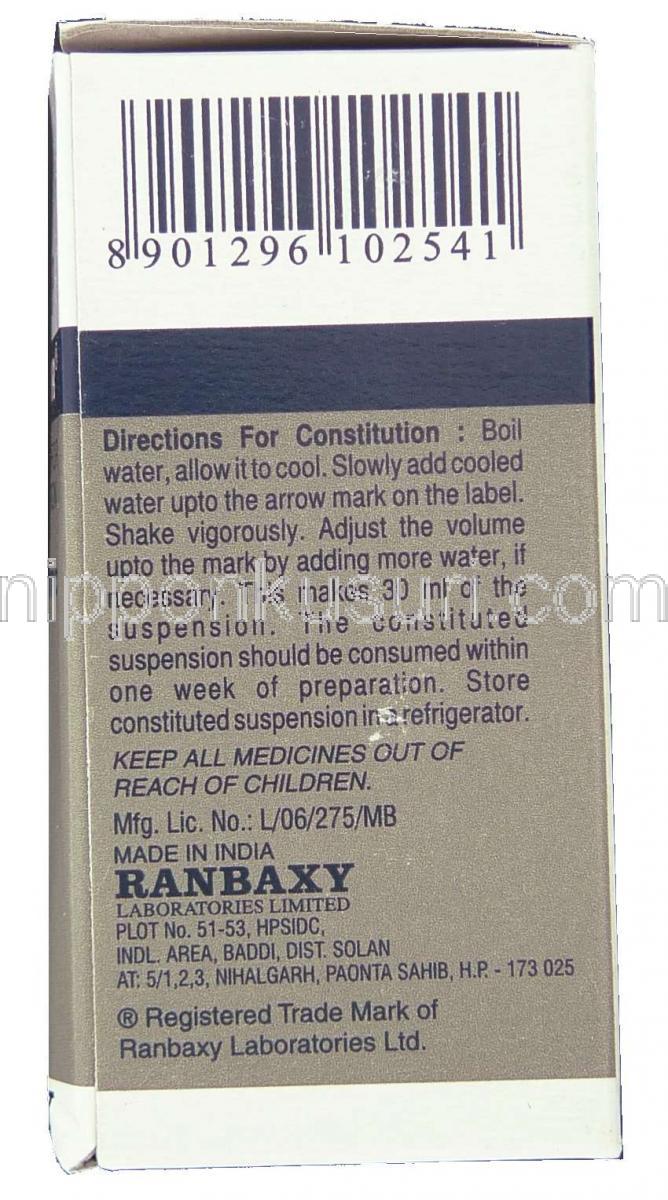 8 901296 102541
Directions For Constitution : Boil
water, allow it to cool. Slowly add cooled
water upto the arrow mark on the label.
Shake vigorously. Adjust the volume
upto the mark by adding more water, if
necessary. This makes 30 ml of the
suspension. The constituted
suspension should be consumed within
one week of preparation. Store
constituted suspension in a refrigerator.
KEEP ALL MEDICINES OUT OF
REACH OF CHILDREN.
Mfg. Lic. No.: L/06/275/MB
MADE IN INDIA
RANBAXY
LABORATORIES LIMITED
PLOT No. 51-53, HPSIDC,
INDL. AREA, BADDI, DIST. SOLAN
AT: 5/1,2,3, NIHALGARH, PAONTA SAHIB, H.P. - 173 025
® Registered Trade Mark of
Ranbaxy Laboratories Ltd.
nipponkusuri.com